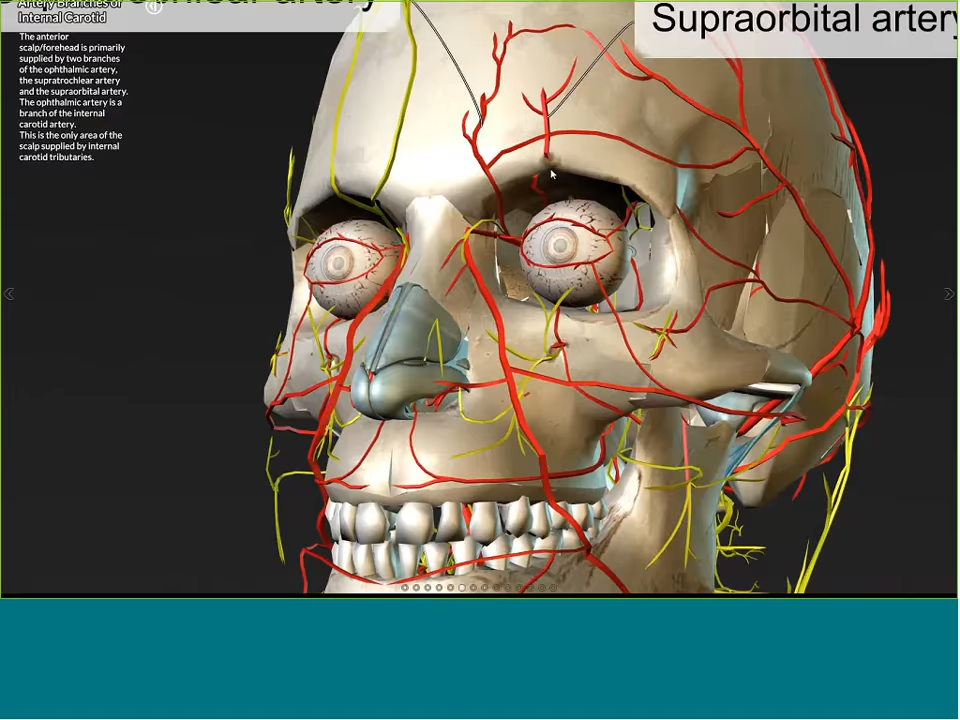 artery
Supraorbital artery
Artery Branches of
Internal Carotid
The anterior
scalp/forehead is primarily
supplied by two branches
of the ophthalmic artery,
the supratrochlear artery
and the supraorbital artery.
The ophthalmic artery is a
branch of the internal
carotid artery.
This is the only area of the
scalp supplied by internal
carotid tributaries.